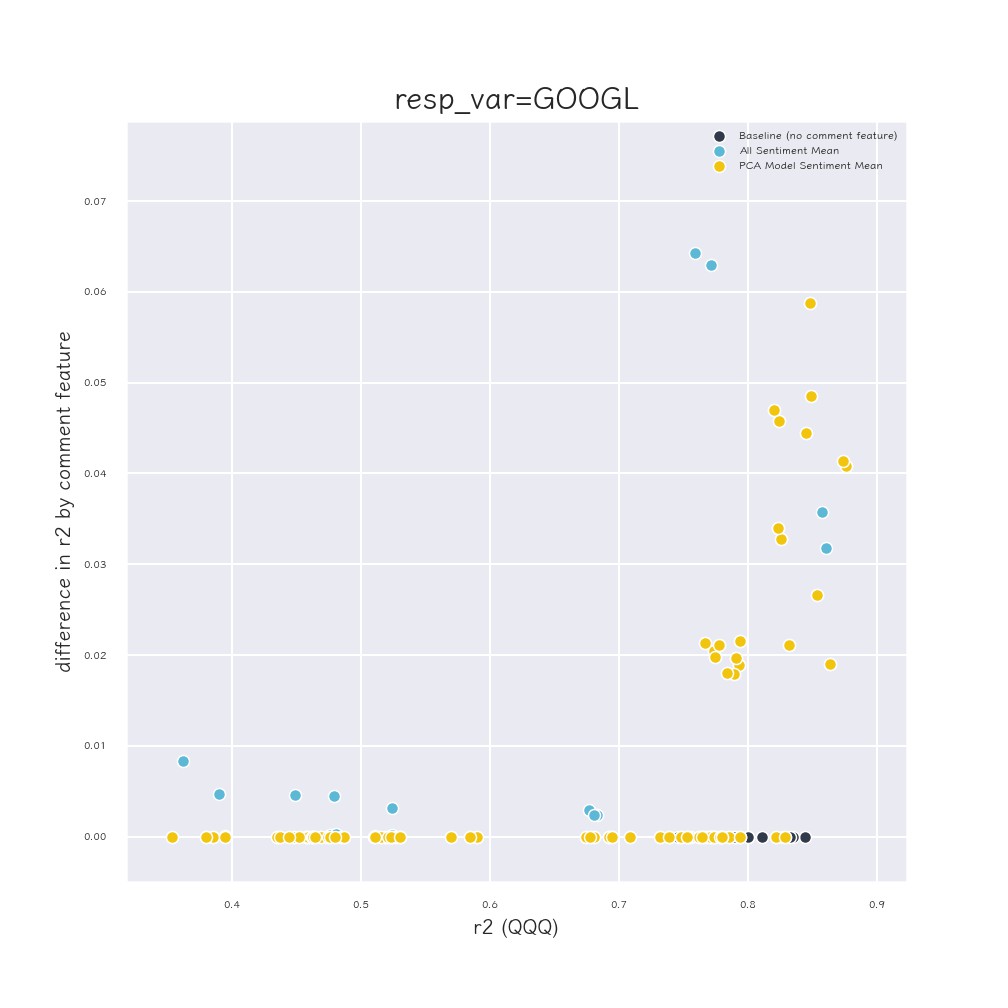 resp_var=GOOGL
Baseline (no comment feature)
All Sentiment Mean
PCA Model Sentiment Mean
0.07
0.06
0.05
0.04
0.03
0.02
0.01
0.00
difference in r2 by comment feature
0.4 0.5 0.6 0.7 0.8 0.9
r2 (QQQ)